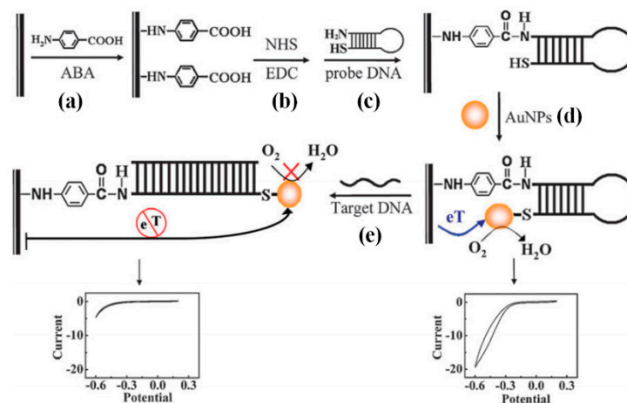 H₂N COOH
ABA
(a)
-HN COOH
-HN COOH
NHS
EDC
(b)
H₂N
HS
probe DNA
(c)
-NH O C N H
HS
AuNPs (d)
-NH O C N H
S
eT
O₂ H₂O
Target DNA
(e)
-NH O C N H
S
O₂ H₂O
eT
Current
0
-10
-20
-0.6 -0.3 0.0 0.3
Potential
Current
0
-10
-20
-0.6 -0.3 0.0 0.3
Potential